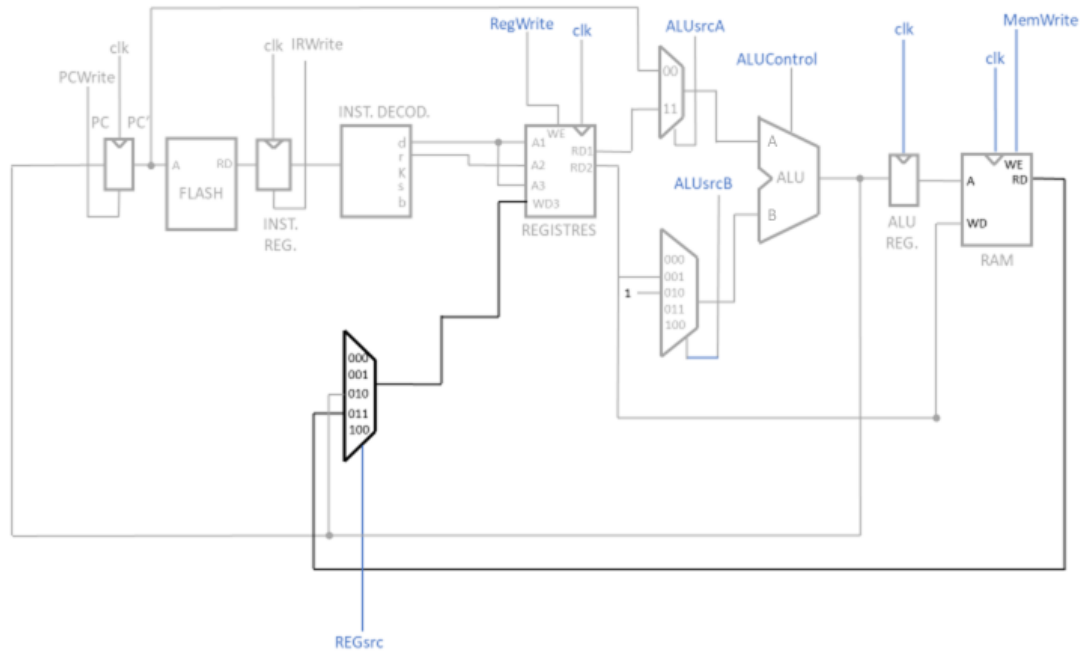 RegWrite
clk
ALUsrcA
clk
MemWrite
clk
clk
IRWrite
ALUControl
clk
PCWrite
PC
PC'
00
11
INST. DECOD.
WE
A
RD
FLASH
INST.
REG.
d
r
K
s
b
A1
A2
A3
WD3
RD1
RD2
REGISTRES
ALUsrcB
A
ALU
B
ALU
REG.
WE
RD
A
WD
RAM
000
001
1
010
011
100
000
001
010
011
100
REGsrc